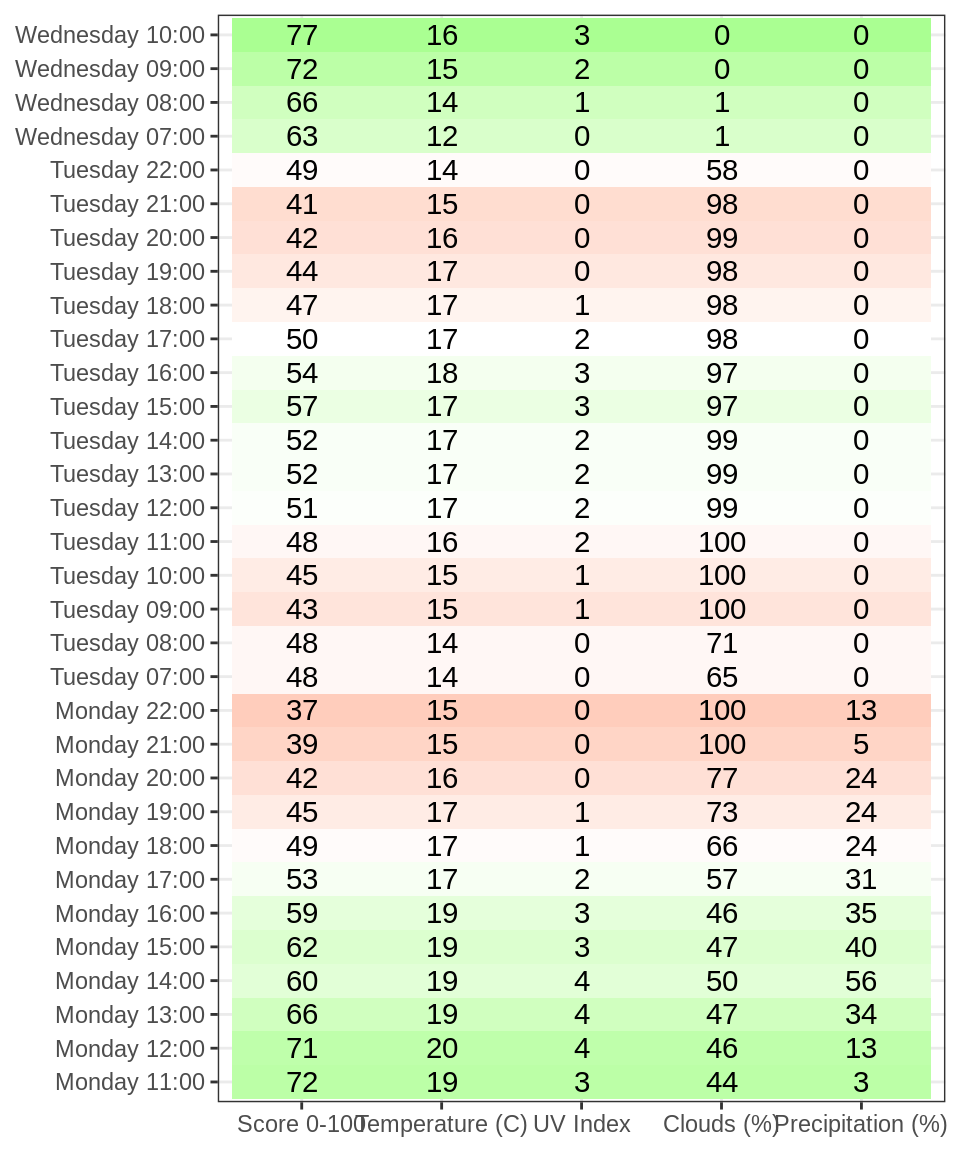 Wednesday 10:00 77 16 3 0 0
Wednesday 09:00 72 15 2 0 0
Wednesday 08:00 66 14 1 1 0
Wednesday 07:00 63 12 0 1 0
Tuesday 22:00 49 14 0 58 0
Tuesday 21:00 41 15 0 98 0
Tuesday 20:00 42 16 0 99 0
Tuesday 19:00 44 17 0 98 0
Tuesday 18:00 47 17 1 98 0
Tuesday 17:00 50 17 2 98 0
Tuesday 16:00 54 18 3 97 0
Tuesday 15:00 57 17 3 97 0
Tuesday 14:00 52 17 2 99 0
Tuesday 13:00 52 17 2 99 0
Tuesday 12:00 51 17 2 99 0
Tuesday 11:00 48 16 2 100 0
Tuesday 10:00 45 15 1 100 0
Tuesday 09:00 43 15 1 100 0
Tuesday 08:00 48 14 0 71 0
Tuesday 07:00 48 14 0 65 0
Monday 22:00 37 15 0 100 13
Monday 21:00 39 15 0 100 5
Monday 20:00 42 16 0 77 24
Monday 19:00 45 17 1 73 24
Monday 18:00 49 17 1 66 24
Monday 17:00 53 17 2 57 31
Monday 16:00 59 19 3 46 35
Monday 15:00 62 19 3 47 40
Monday 14:00 60 19 4 50 56
Monday 13:00 66 19 4 47 34
Monday 12:00 71 20 4 46 13
Monday 11:00 72 19 3 44 3
Score 0-100 Temperature (C) UV Index Clouds (%) Precipitation (%)